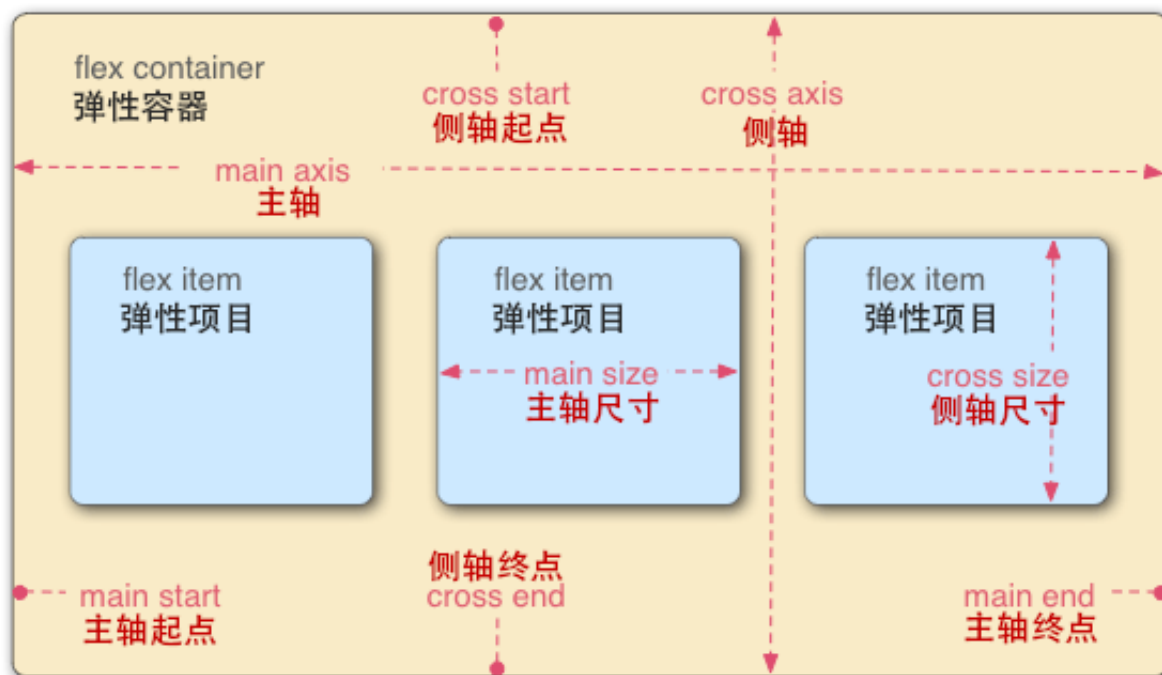 flex container
弹性容器
cross start
侧轴起点
cross axis
侧轴
main axis
主轴
flex item
弹性项目
flex item
弹性项目
main size
主轴尺寸
flex item
弹性项目
cross size
侧轴尺寸
main start
主轴起点
侧轴终点
cross end
main end
主轴终点